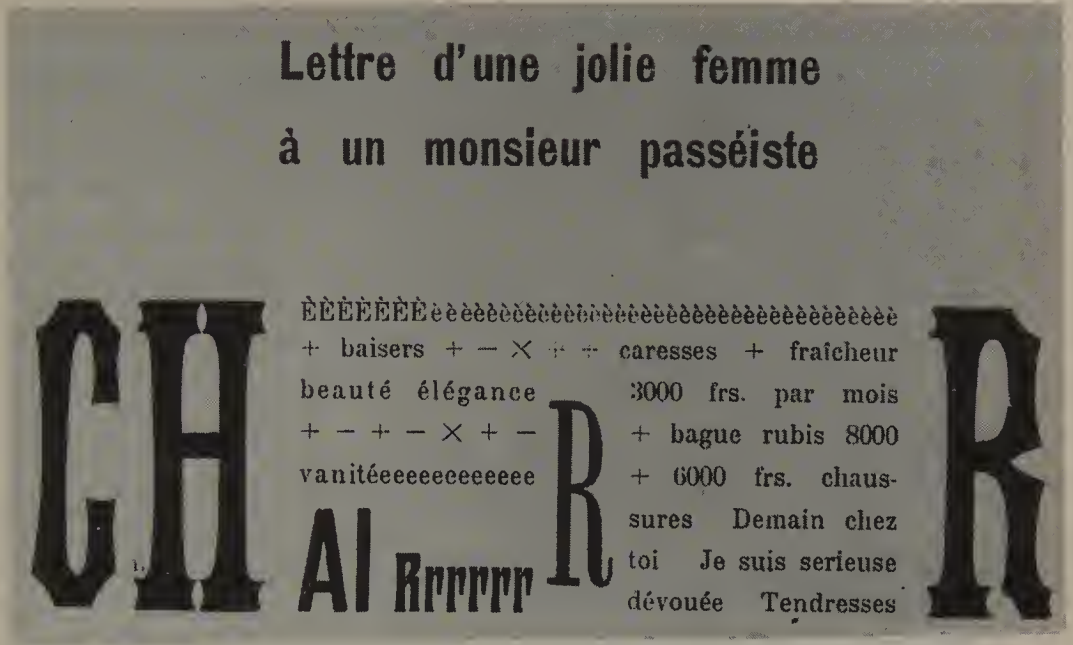 Lettre d'une jolie femme
à un monsieur passéiste
CH
ÈÈÈÈÈÈÈèèèèèèèèèèèèèèèèèèèèèèèèèèèèèèè
+ baisers + − × + + caresses + fraîcheur
beauté élégance
+ − + − × + −
vanitéeeeeeeeeeeee
AI Rrrrrr
R
3000 frs. par mois
+ bague rubis 8000
+ 6000 frs. chaus-
sures Demain chez
toi Je suis serieuse
dévouée Tendresses
R